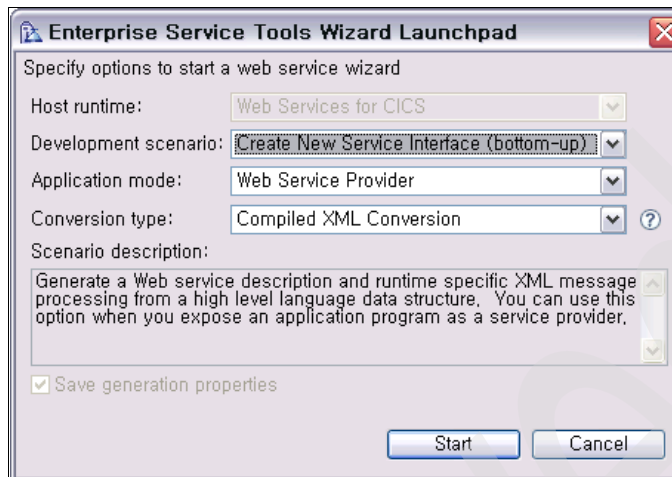 Enterprise Service Tools Wizard Launchpad
Specify options to start a web service wizard
Host runtime: Web Services for CICS
Development scenario: Create New Service Interface (bottom-up)
Application mode: Web Service Provider
Conversion type: Compiled XML Conversion
Scenario description:
Generate a Web service description and runtime specific XML message
processing from a high level language data structure, You can use this
option when you expose an application program as a service provider,
Save generation properties
Start Cancel